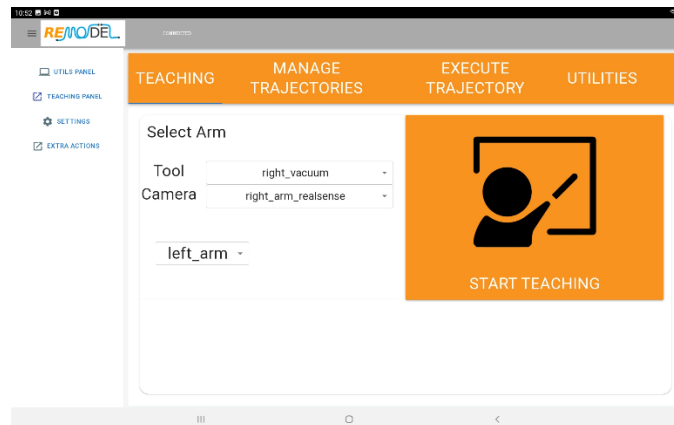 10:52
REMODEL
CONNECTED
UTILS PANEL
TEACHING PANEL
SETTINGS
EXTRA ACTIONS
TEACHING
MANAGE
TRAJECTORIES
EXECUTE
TRAJECTORY
UTILITIES
Select Arm
Tool
right_vacuum
Camera
right_arm_realsense
left_arm
START TEACHING